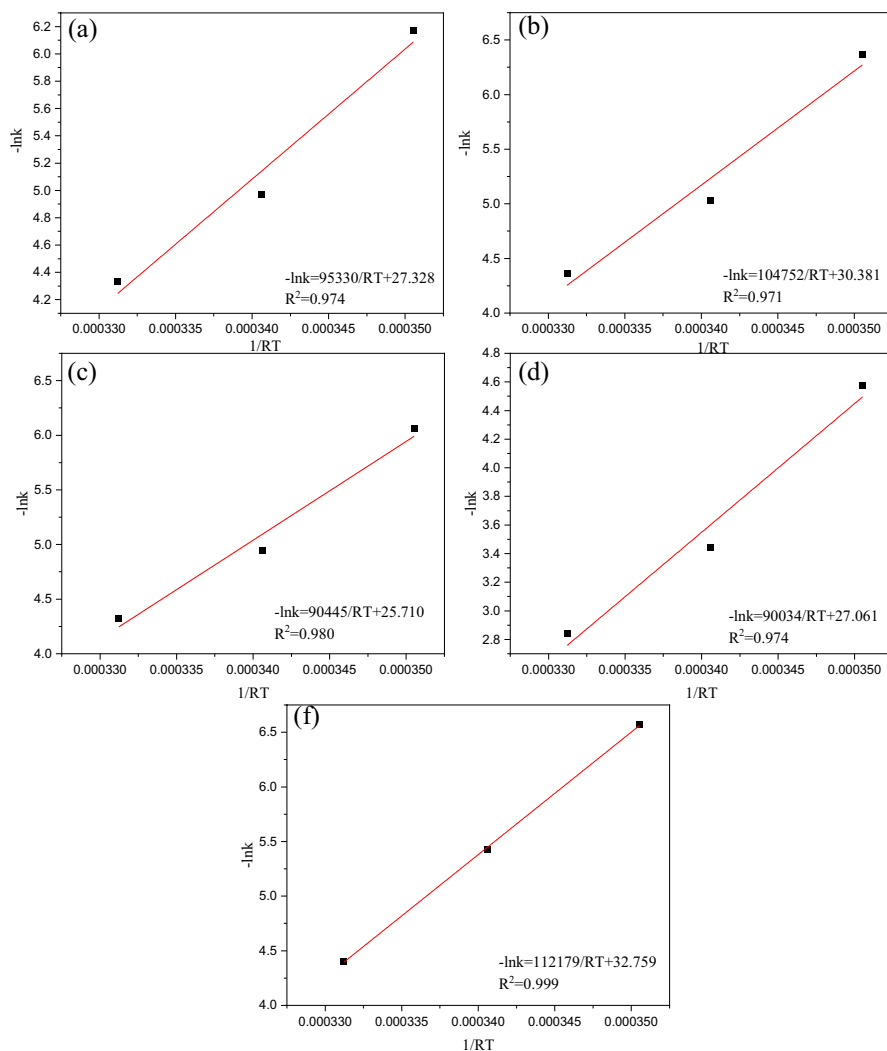 (a)
6.2
6.0
5.8
5.6
5.4
5.2
5.0
4.8
4.6
4.4
4.2
-lnk
-lnk=95330/RT+27.328
R²=0.974
0.000330 0.000335 0.000340 0.000345 0.000350
1/RT
(b)
6.5
6.0
5.5
5.0
4.5
4.0
-lnk
-lnk=104752/RT+30.381
R²=0.971
0.000330 0.000335 0.000340 0.000345 0.000350
1/RT
(c)
6.5
6.0
5.5
5.0
4.5
4.0
-lnk
-lnk=90445/RT+25.710
R²=0.980
0.000330 0.000335 0.000340 0.000345 0.000350
1/RT
(d)
4.8
4.6
4.4
4.2
4.0
3.8
3.6
3.4
3.2
3.0
2.8
-lnk
-lnk=90034/RT+27.061
R²=0.974
0.000330 0.000335 0.000340 0.000345 0.000350
1/RT
(f)
6.5
6.0
5.5
5.0
4.5
4.0
-lnk
-lnk=112179/RT+32.759
R²=0.999
0.000330 0.000335 0.000340 0.000345 0.000350
1/RT